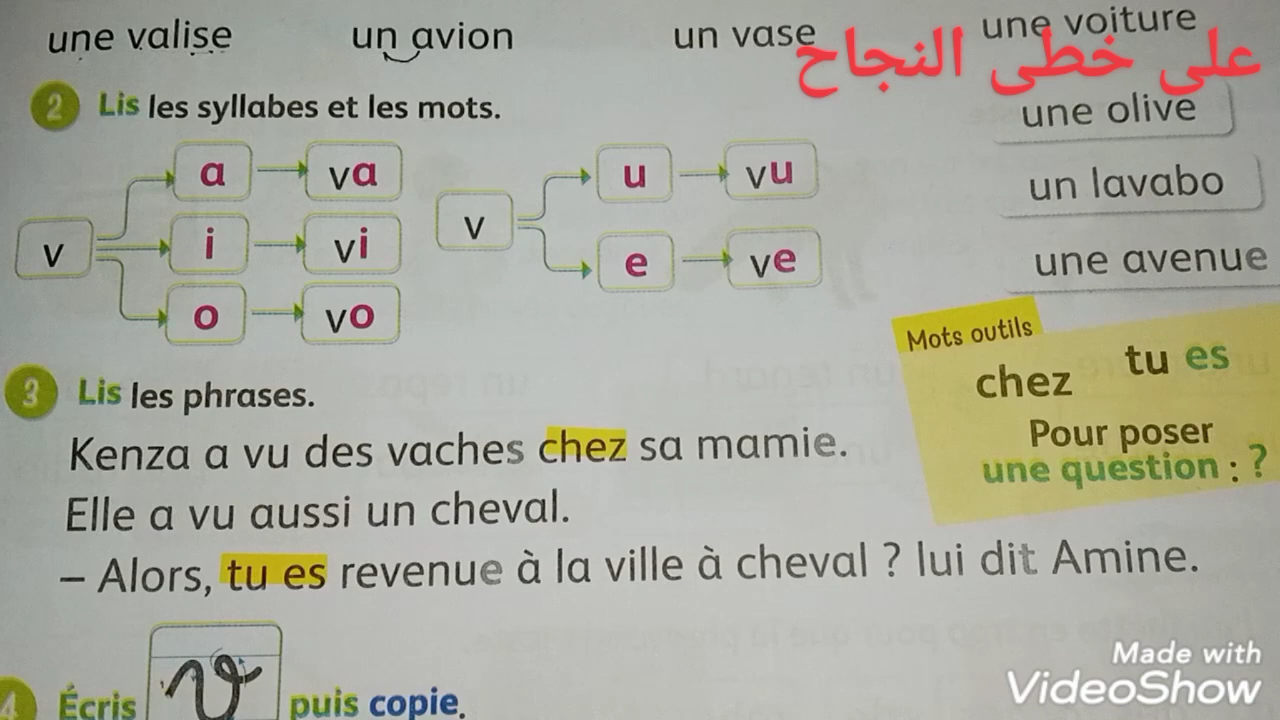 une valise un avion un vase une voiture
على خطى النجاح
2 Lis les syllabes et les mots.
une olive
un lavabo
une avenue
v a va
i vi
o vo
v u vu
e ve
Mots outils
chez tu es
Pour poser
une question : ?
3 Lis les phrases.
Kenza a vu des vaches chez sa mamie.
Elle a vu aussi un cheval.
– Alors, tu es revenue à la ville à cheval ? lui dit Amine.
4 Écris v puis copie.
Made with
VideoShow